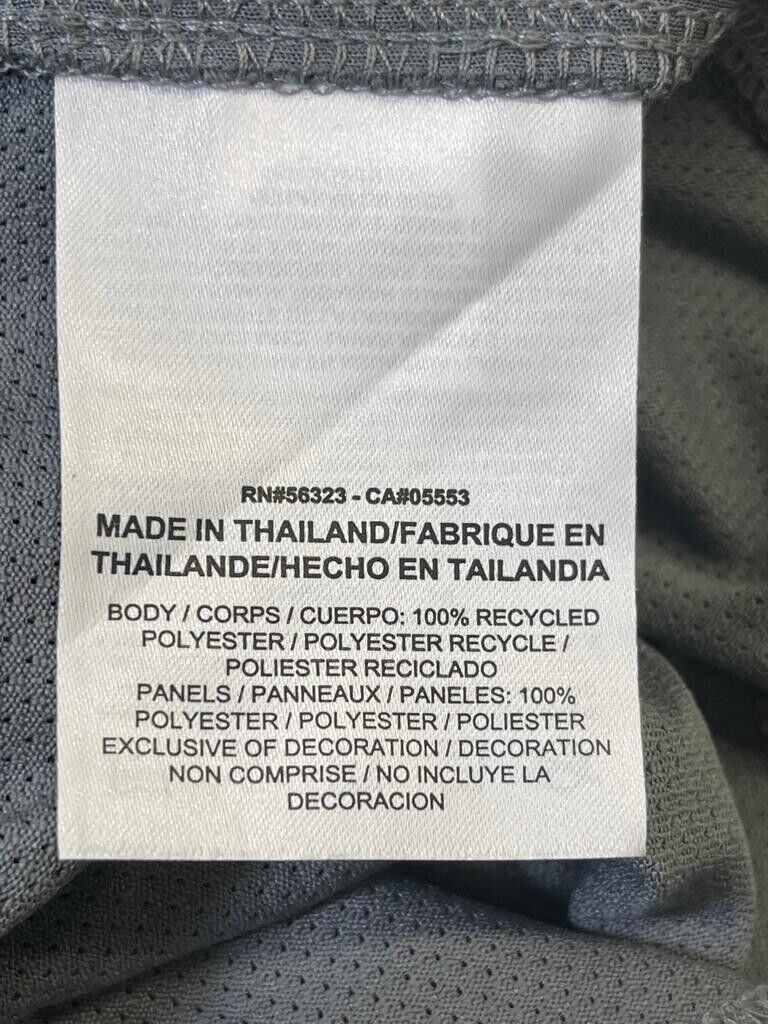 RN#56323 - CA#05553
MADE IN THAILAND/FABRIQUE EN
THAILANDE/HECHO EN TAILANDIA
BODY / CORPS / CUERPO: 100% RECYCLED
POLYESTER / POLYESTER RECYCLE /
POLIESTER RECICLADO
PANELS / PANNEAUX / PANELES: 100%
POLYESTER / POLYESTER / POLIESTER
EXCLUSIVE OF DECORATION / DECORATION
NON COMPRISE / NO INCLUYE LA
DECORACION